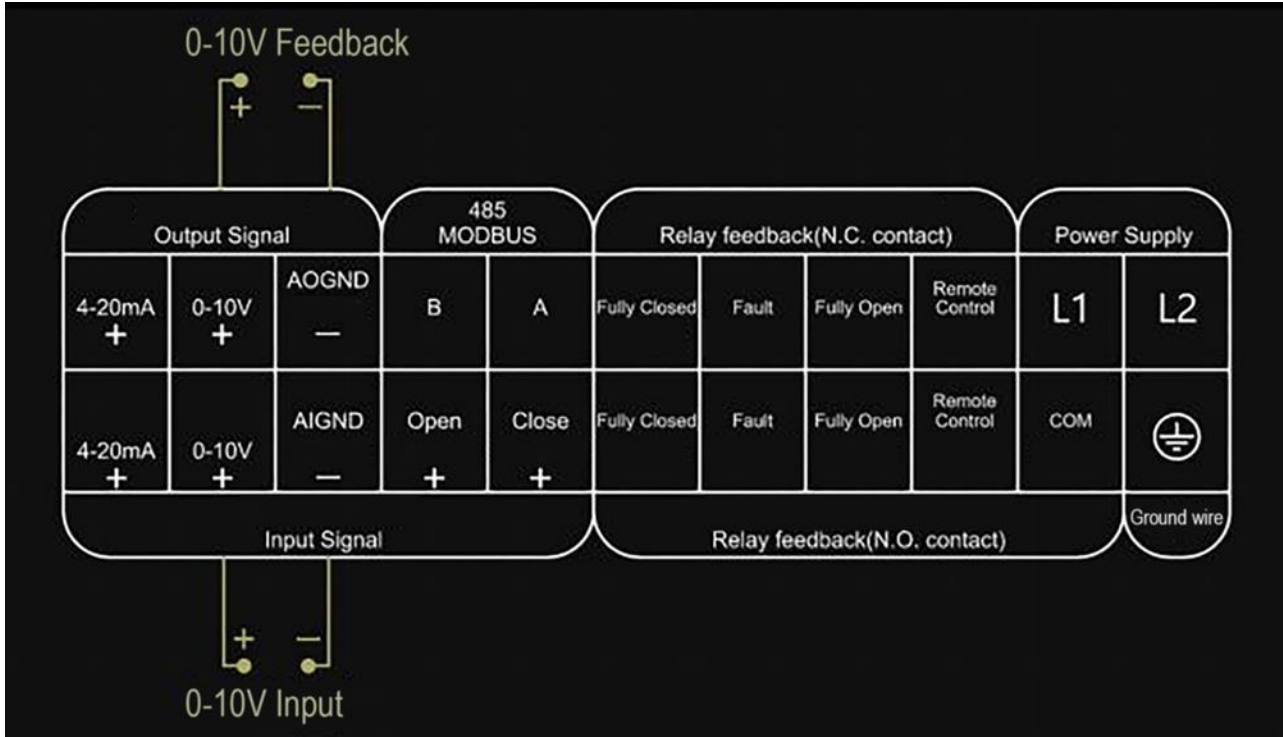 0-10V Feedback
+ −
Output Signal
485
MODBUS
Relay feedback(N.C. contact)
Power Supply
4-20mA
+
0-10V
+
AOGND
−
B
A
Fully Closed
Fault
Fully Open
Remote
Control
L1
L2
4-20mA
+
0-10V
+
AIGND
−
Open
+
Close
+
Fully Closed
Fault
Fully Open
Remote
Control
COM
Input Signal
Relay feedback(N.O. contact)
Ground wire
+ −
0-10V Input